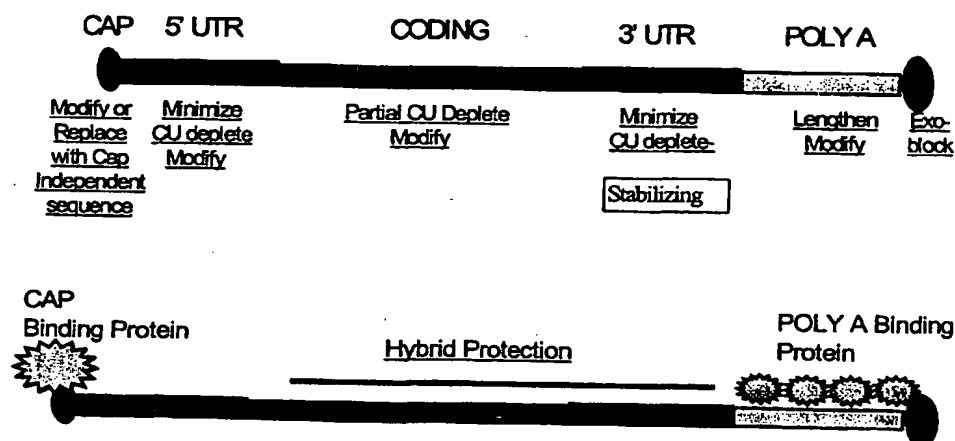 CAP 5' UTR CODING 3' UTR POLY A
Modify or
Replace
with Cap
Independent
sequence
Minimize
CU deplete
Modify
Partial CU Deplete
Modify
Minimize
CU deplete-
Stabilizing
Lengthen
Modify
Exo-
block
CAP
Binding Protein
Hybrid Protection
POLY A Binding
Protein